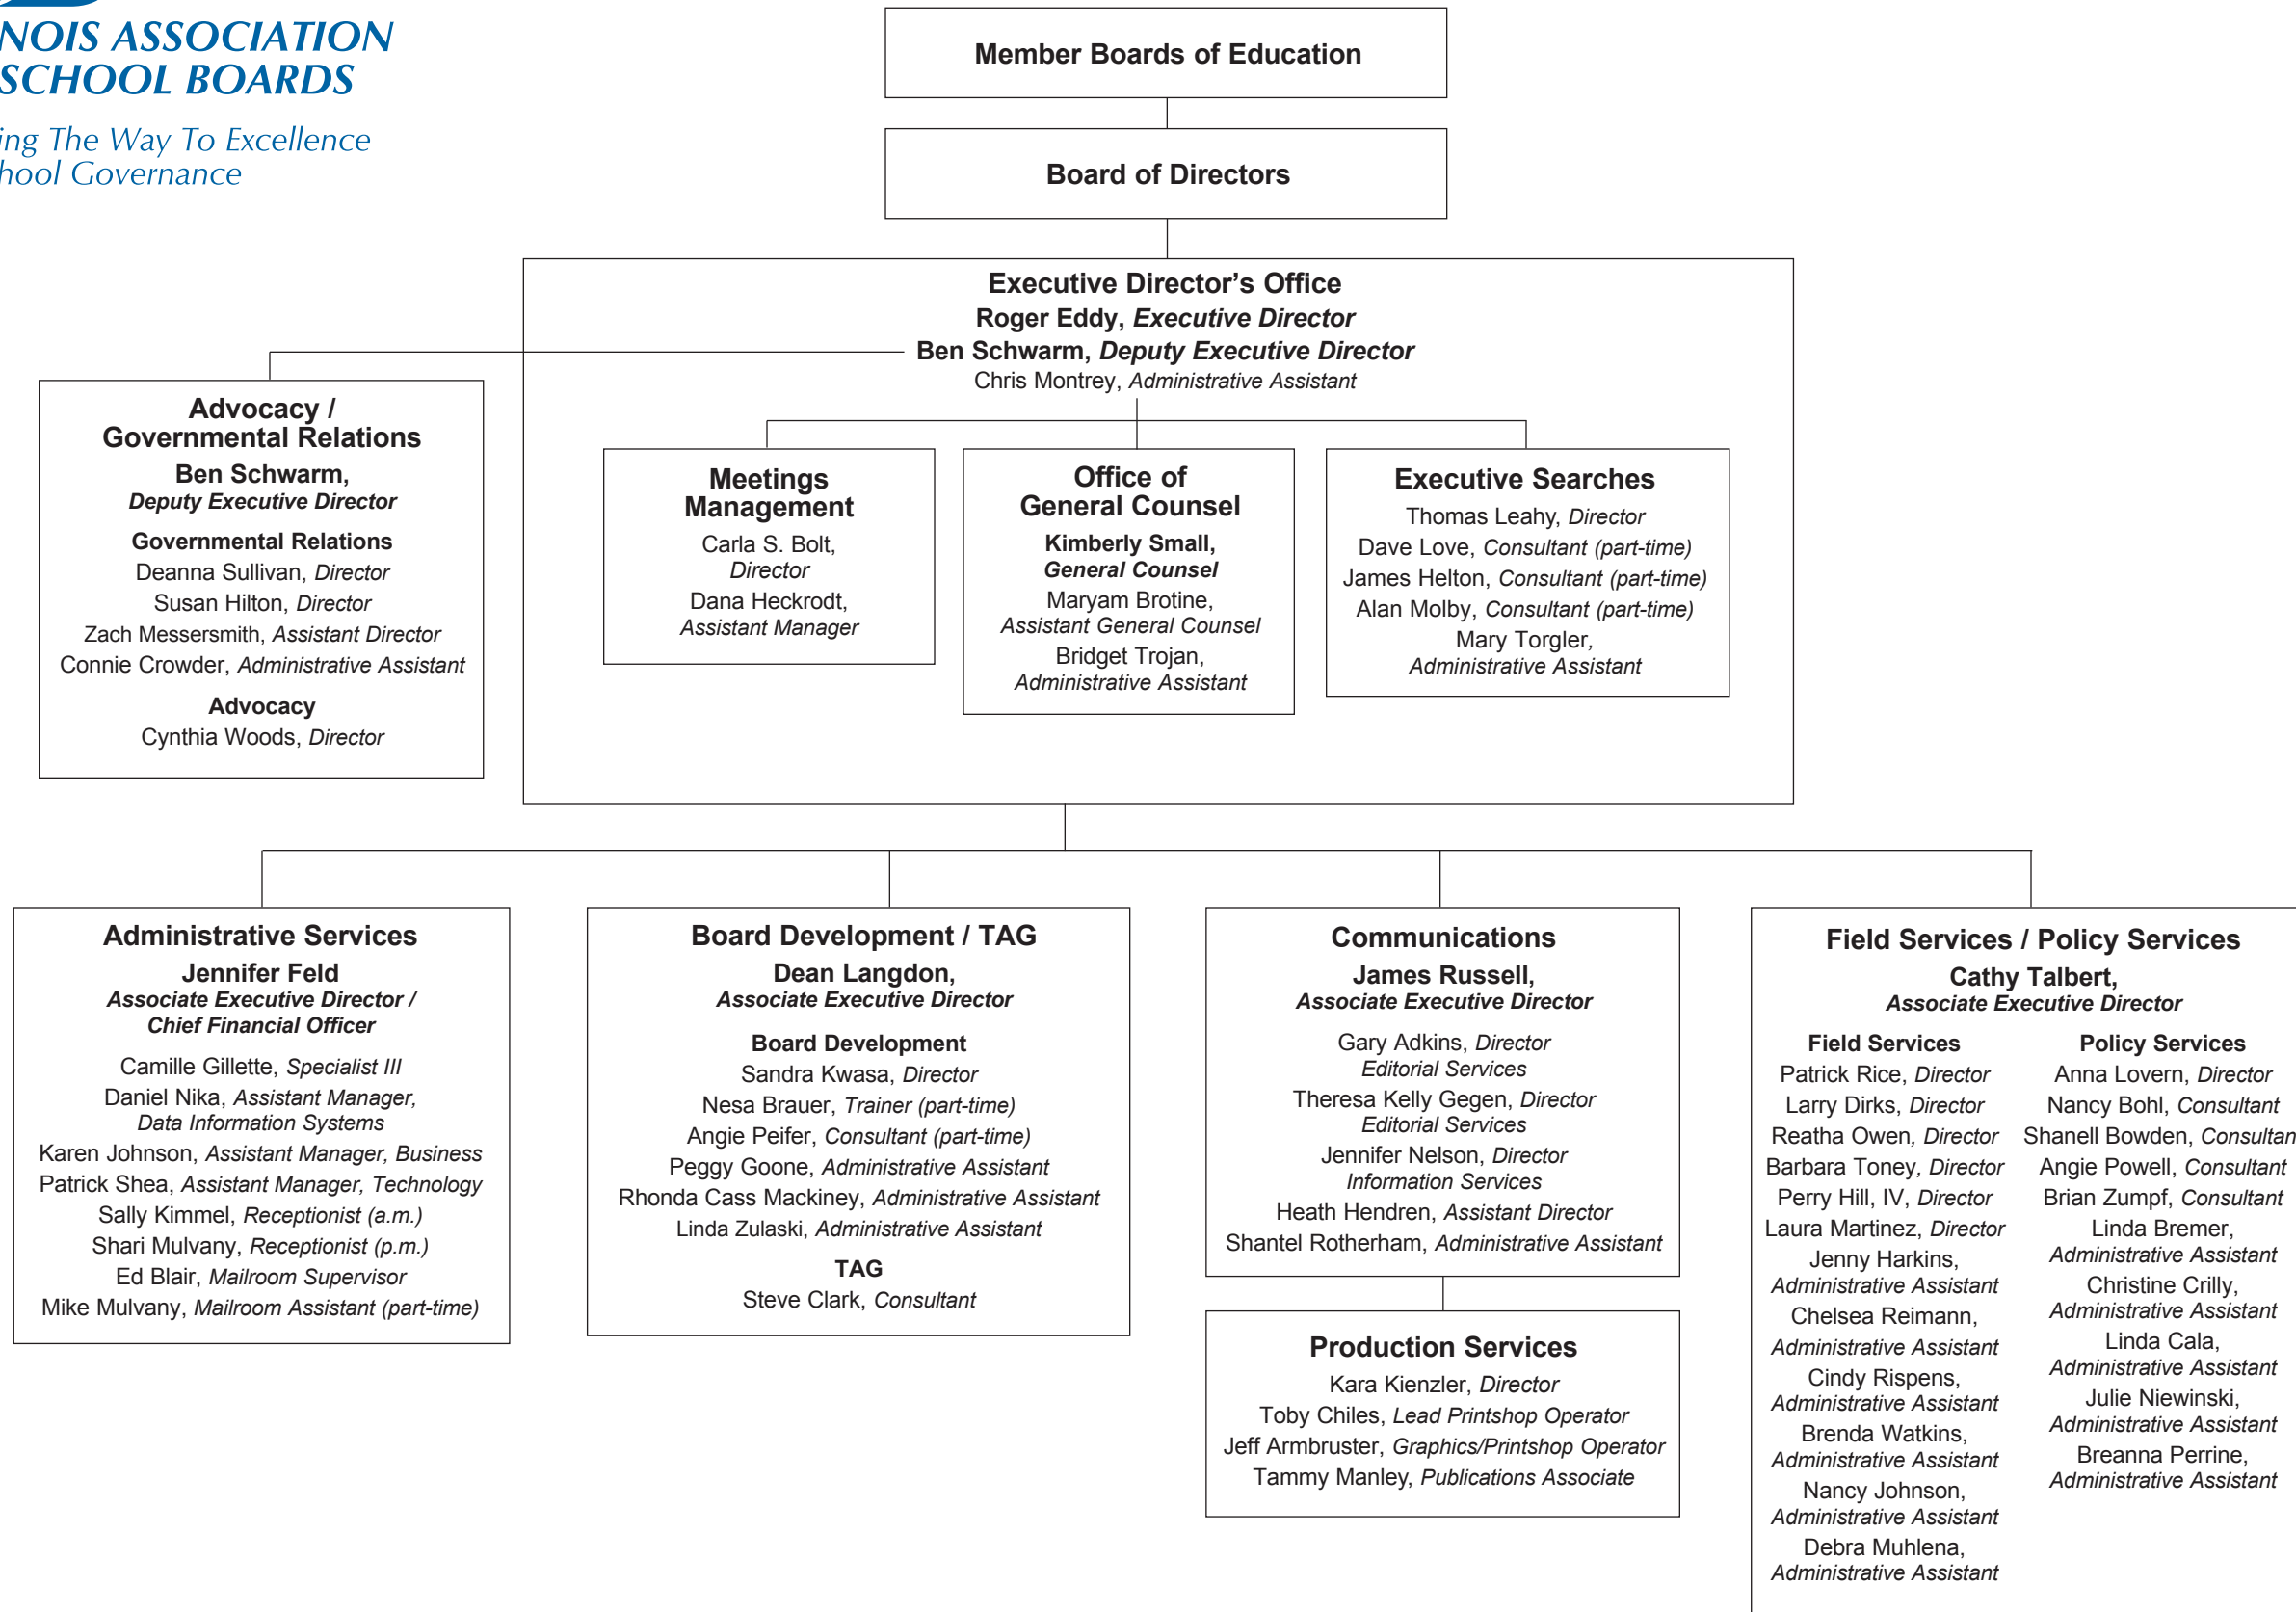 NOIS ASSOCIATION
SCHOOL BOARDS
ing The Way To Excellence
hool Governance
Member Boards of Education
Board of Directors
Executive Director’s Office
Roger Eddy, Executive Director
Ben Schwarm, Deputy Executive Director
Chris Montrey, Administrative Assistant
Advocacy /
Governmental Relations
Ben Schwarm,
Deputy Executive Director
Governmental Relations
Deanna Sullivan, Director
Susan Hilton, Director
Zach Messersmith, Assistant Director
Connie Crowder, Administrative Assistant
Advocacy
Cynthia Woods, Director
Meetings
Management
Carla S. Bolt,
Director
Dana Heckrodt,
Assistant Manager
Office of
General Counsel
Kimberly Small,
General Counsel
Maryam Brotine,
Assistant General Counsel
Bridget Trojan,
Administrative Assistant
Executive Searches
Thomas Leahy, Director
Dave Love, Consultant (part-time)
James Helton, Consultant (part-time)
Alan Molby, Consultant (part-time)
Mary Torgler,
Administrative Assistant
Administrative Services
Jennifer Feld
Associate Executive Director /
Chief Financial Officer
Camille Gillette, Specialist III
Daniel Nika, Assistant Manager,
Data Information Systems
Karen Johnson, Assistant Manager, Business
Patrick Shea, Assistant Manager, Technology
Sally Kimmel, Receptionist (a.m.)
Shari Mulvany, Receptionist (p.m.)
Ed Blair, Mailroom Supervisor
Mike Mulvany, Mailroom Assistant (part-time)
Board Development / TAG
Dean Langdon,
Associate Executive Director
Board Development
Sandra Kwasa, Director
Nesa Brauer, Trainer (part-time)
Angie Peifer, Consultant (part-time)
Peggy Goone, Administrative Assistant
Rhonda Cass Mackiney, Administrative Assistant
Linda Zulaski, Administrative Assistant
TAG
Steve Clark, Consultant
Communications
James Russell,
Associate Executive Director
Gary Adkins, Director
Editorial Services
Theresa Kelly Gegen, Director
Editorial Services
Jennifer Nelson, Director
Information Services
Heath Hendren, Assistant Director
Shantel Rotherham, Administrative Assistant
Production Services
Kara Kienzler, Director
Toby Chiles, Lead Printshop Operator
Jeff Armbruster, Graphics/Printshop Operator
Tammy Manley, Publications Associate
Field Services / Policy Services
Cathy Talbert,
Associate Executive Director
Field Services
Patrick Rice, Director
Larry Dirks, Director
Reatha Owen, Director
Barbara Toney, Director
Perry Hill, IV, Director
Laura Martinez, Director
Jenny Harkins,
Administrative Assistant
Chelsea Reimann,
Administrative Assistant
Cindy Rispens,
Administrative Assistant
Brenda Watkins,
Administrative Assistant
Nancy Johnson,
Administrative Assistant
Debra Muhlena,
Administrative Assistant
Policy Services
Anna Lovern, Director
Nancy Bohl, Consultant
Shanell Bowden, Consultan
Angie Powell, Consultant
Brian Zumpf, Consultant
Linda Bremer,
Administrative Assistant
Christine Crilly,
Administrative Assistant
Linda Cala,
Administrative Assistant
Julie Niewinski,
Administrative Assistant
Breanna Perrine,
Administrative Assistant